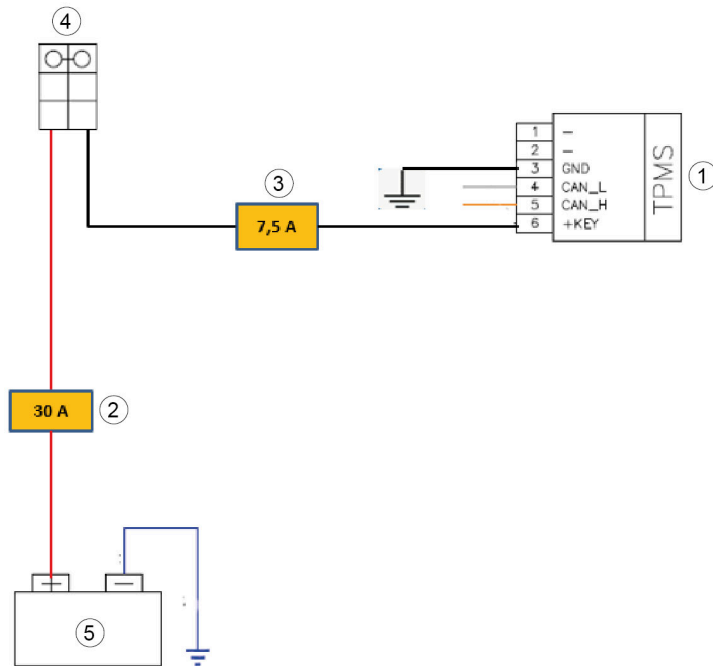 4
1 –
2 –
3 GND
4 CAN_L
5 CAN_H
6 +KEY
TPMS
1
3
7,5 A
30 A
2
+
–
5